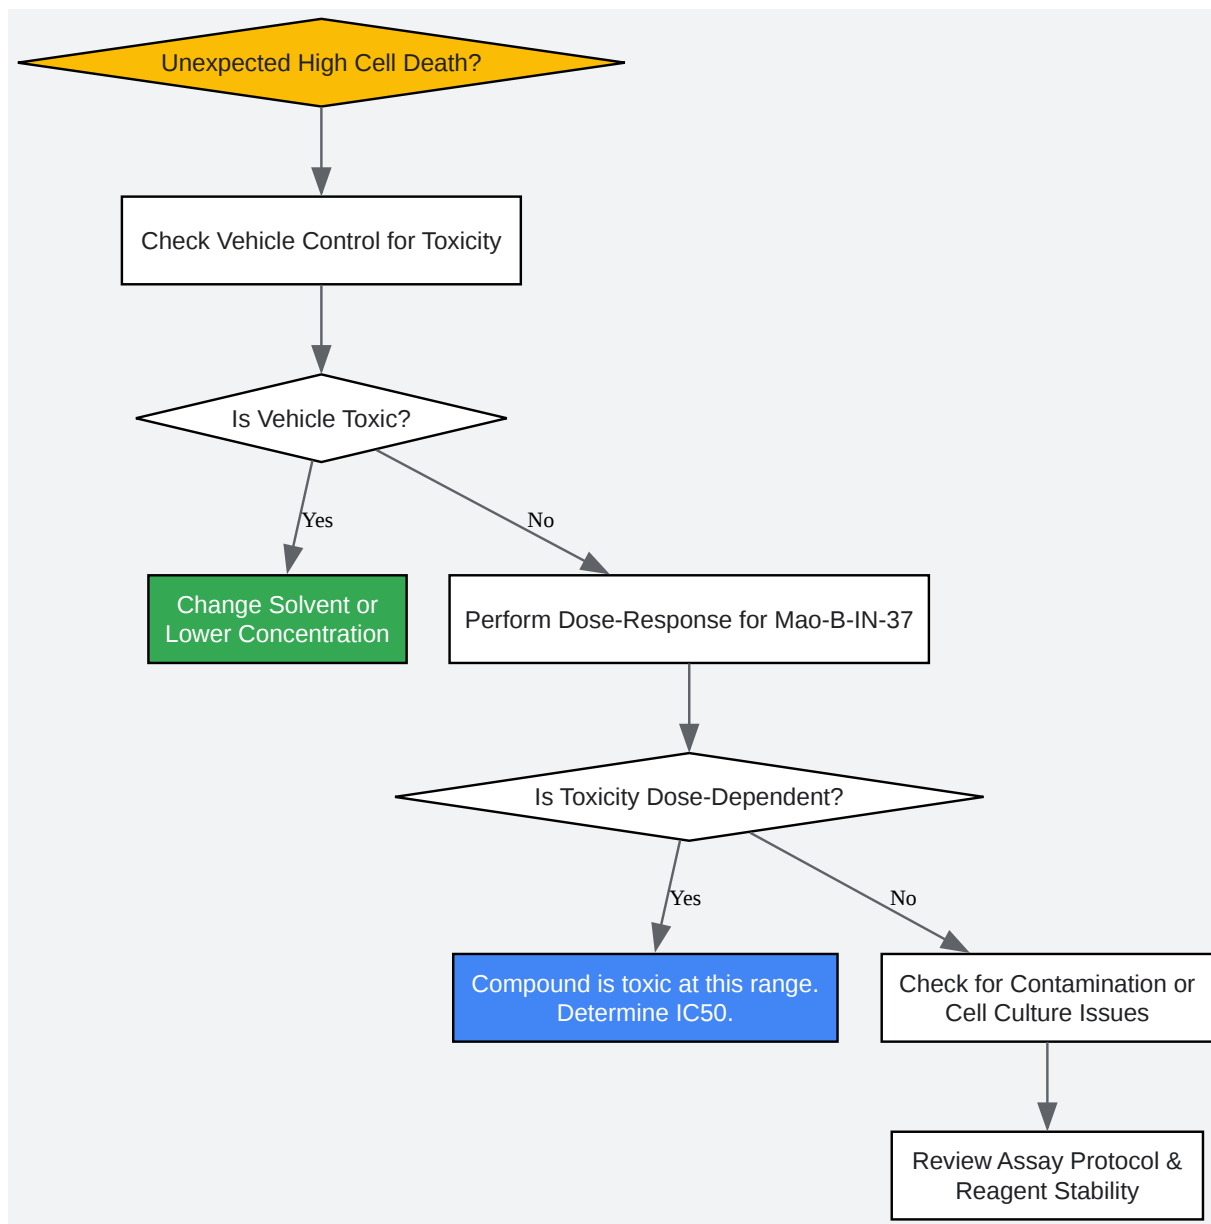 Unexpected High Cell Death?
Check Vehicle Control for Toxicity
Is Vehicle Toxic?
Yes
No
Change Solvent or
Lower Concentration
Perform Dose-Response for Mao-B-IN-37
Is Toxicity Dose-Dependent?
Yes
No
Compound is toxic at this range.
Determine IC50.
Check for Contamination or
Cell Culture Issues
Review Assay Protocol &
Reagent Stability